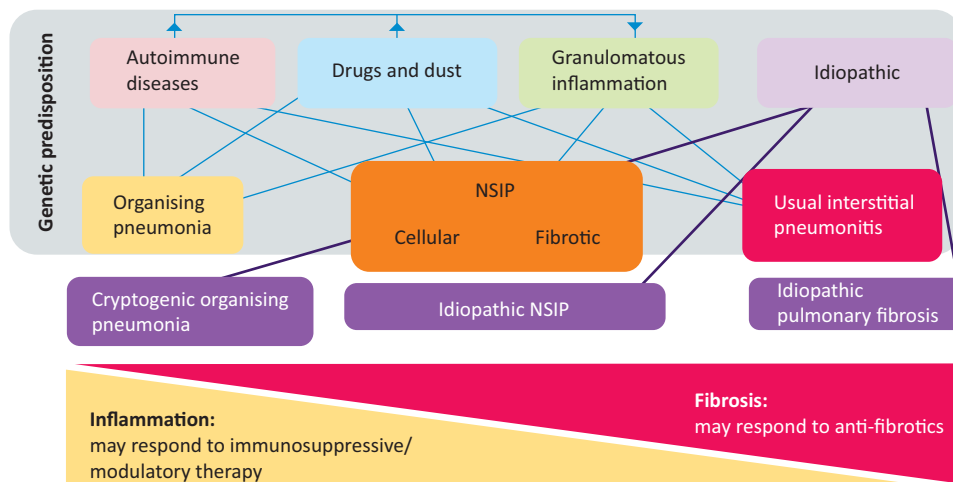 Genetic predisposition
Autoimmune
diseases
Drugs and dust
Granulomatous
inflammation
Idiopathic
Organising
pneumonia
NSIP
Cellular
Fibrotic
Usual interstitial
pneumonitis
Cryptogenic organising
pneumonia
Idiopathic NSIP
Idiopathic
pulmonary fibrosis
Inflammation:
may respond to immunosuppressive/
modulatory therapy
Fibrosis:
may respond to anti-fibrotics